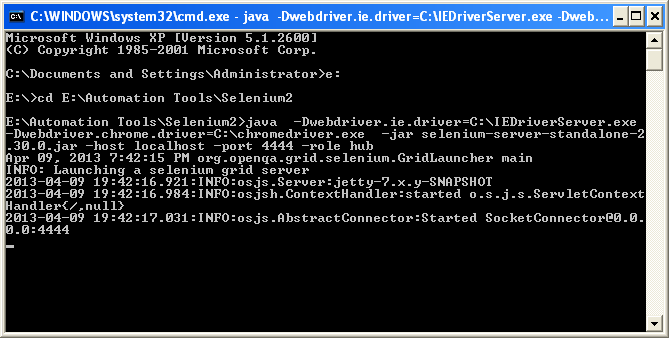 C:\WINDOWS\system32\cmd.exe - java -Dwebdriver.ie.driver=C:\IEDriverServer.exe -Dweb...
Microsoft Windows XP [Version 5.1.2600]
(C) Copyright 1985-2001 Microsoft Corp.
C:\Documents and Settings\Administrator>e:
E:\>cd E:\Automation Tools\Selenium2
E:\Automation Tools\Selenium2>java  -Dwebdriver.ie.driver=C:\IEDriverServer.exe
-Dwebdriver.chrome.driver=C:\chromedriver.exe  -jar selenium-server-standalone-2
.30.0.jar -host localhost -port 4444 -role hub
Apr 09, 2013 7:42:15 PM org.openqa.grid.selenium.GridLauncher main
INFO: Launching a selenium grid server
2013-04-09 19:42:16.921:INFO:osjs.Server:jetty-7.x.y-SNAPSHOT
2013-04-09 19:42:16.984:INFO:osjsh.ContextHandler:started o.s.j.s.ServletContext
Handler{/,null}
2013-04-09 19:42:17.031:INFO:osjs.AbstractConnector:Started SocketConnector@0.0.
0.0:4444